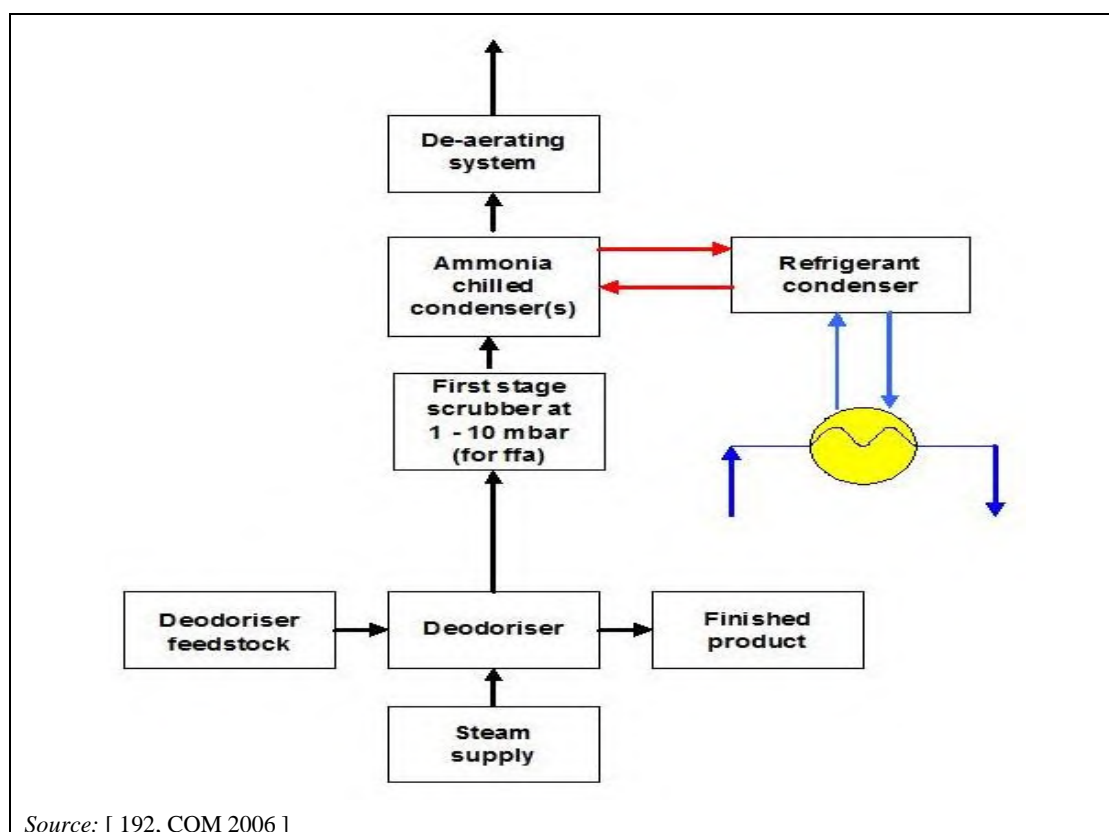 De-aerating
system
Ammonia
chilled
condenser(s)
Refrigerant
condenser
First stage
scrubber at
1 - 10 mbar
(for ffa)
Deodoriser
feedstock
Deodoriser
Finished
product
Steam
supply
Source: [ 192, COM 2006 ]